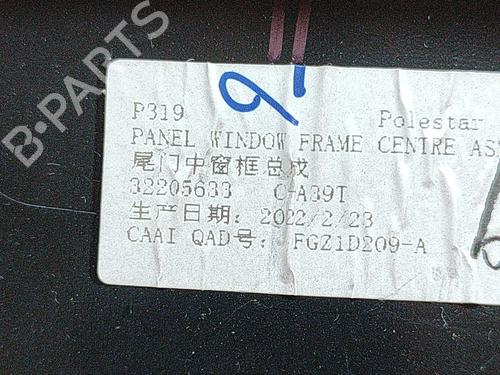 P319 Polestar
PANEL WINDOW FRAME CENTRE ASS
尾门中窗框总成
32205633 C-A39T
生产日期: 2022/2/23
CAAI QAD号: FGZ1D209-A
B-PARTS